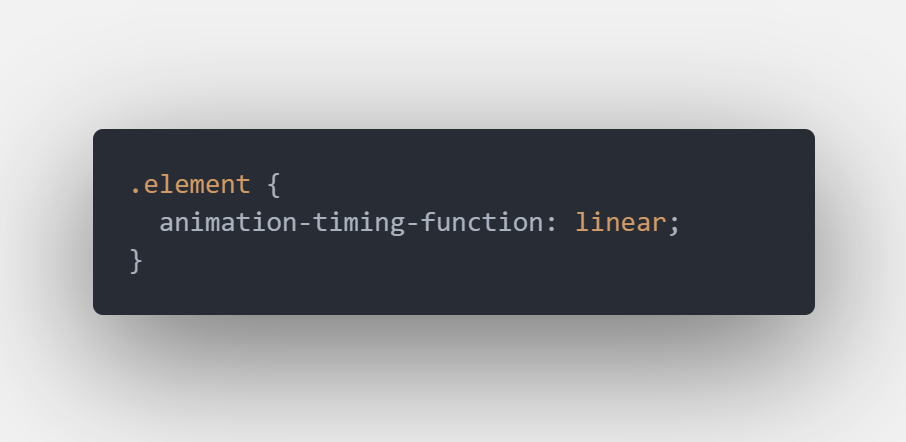 .element {
  animation-timing-function: linear;
}